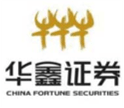 华鑫证券
CHINA FORTUNE SECURITIES